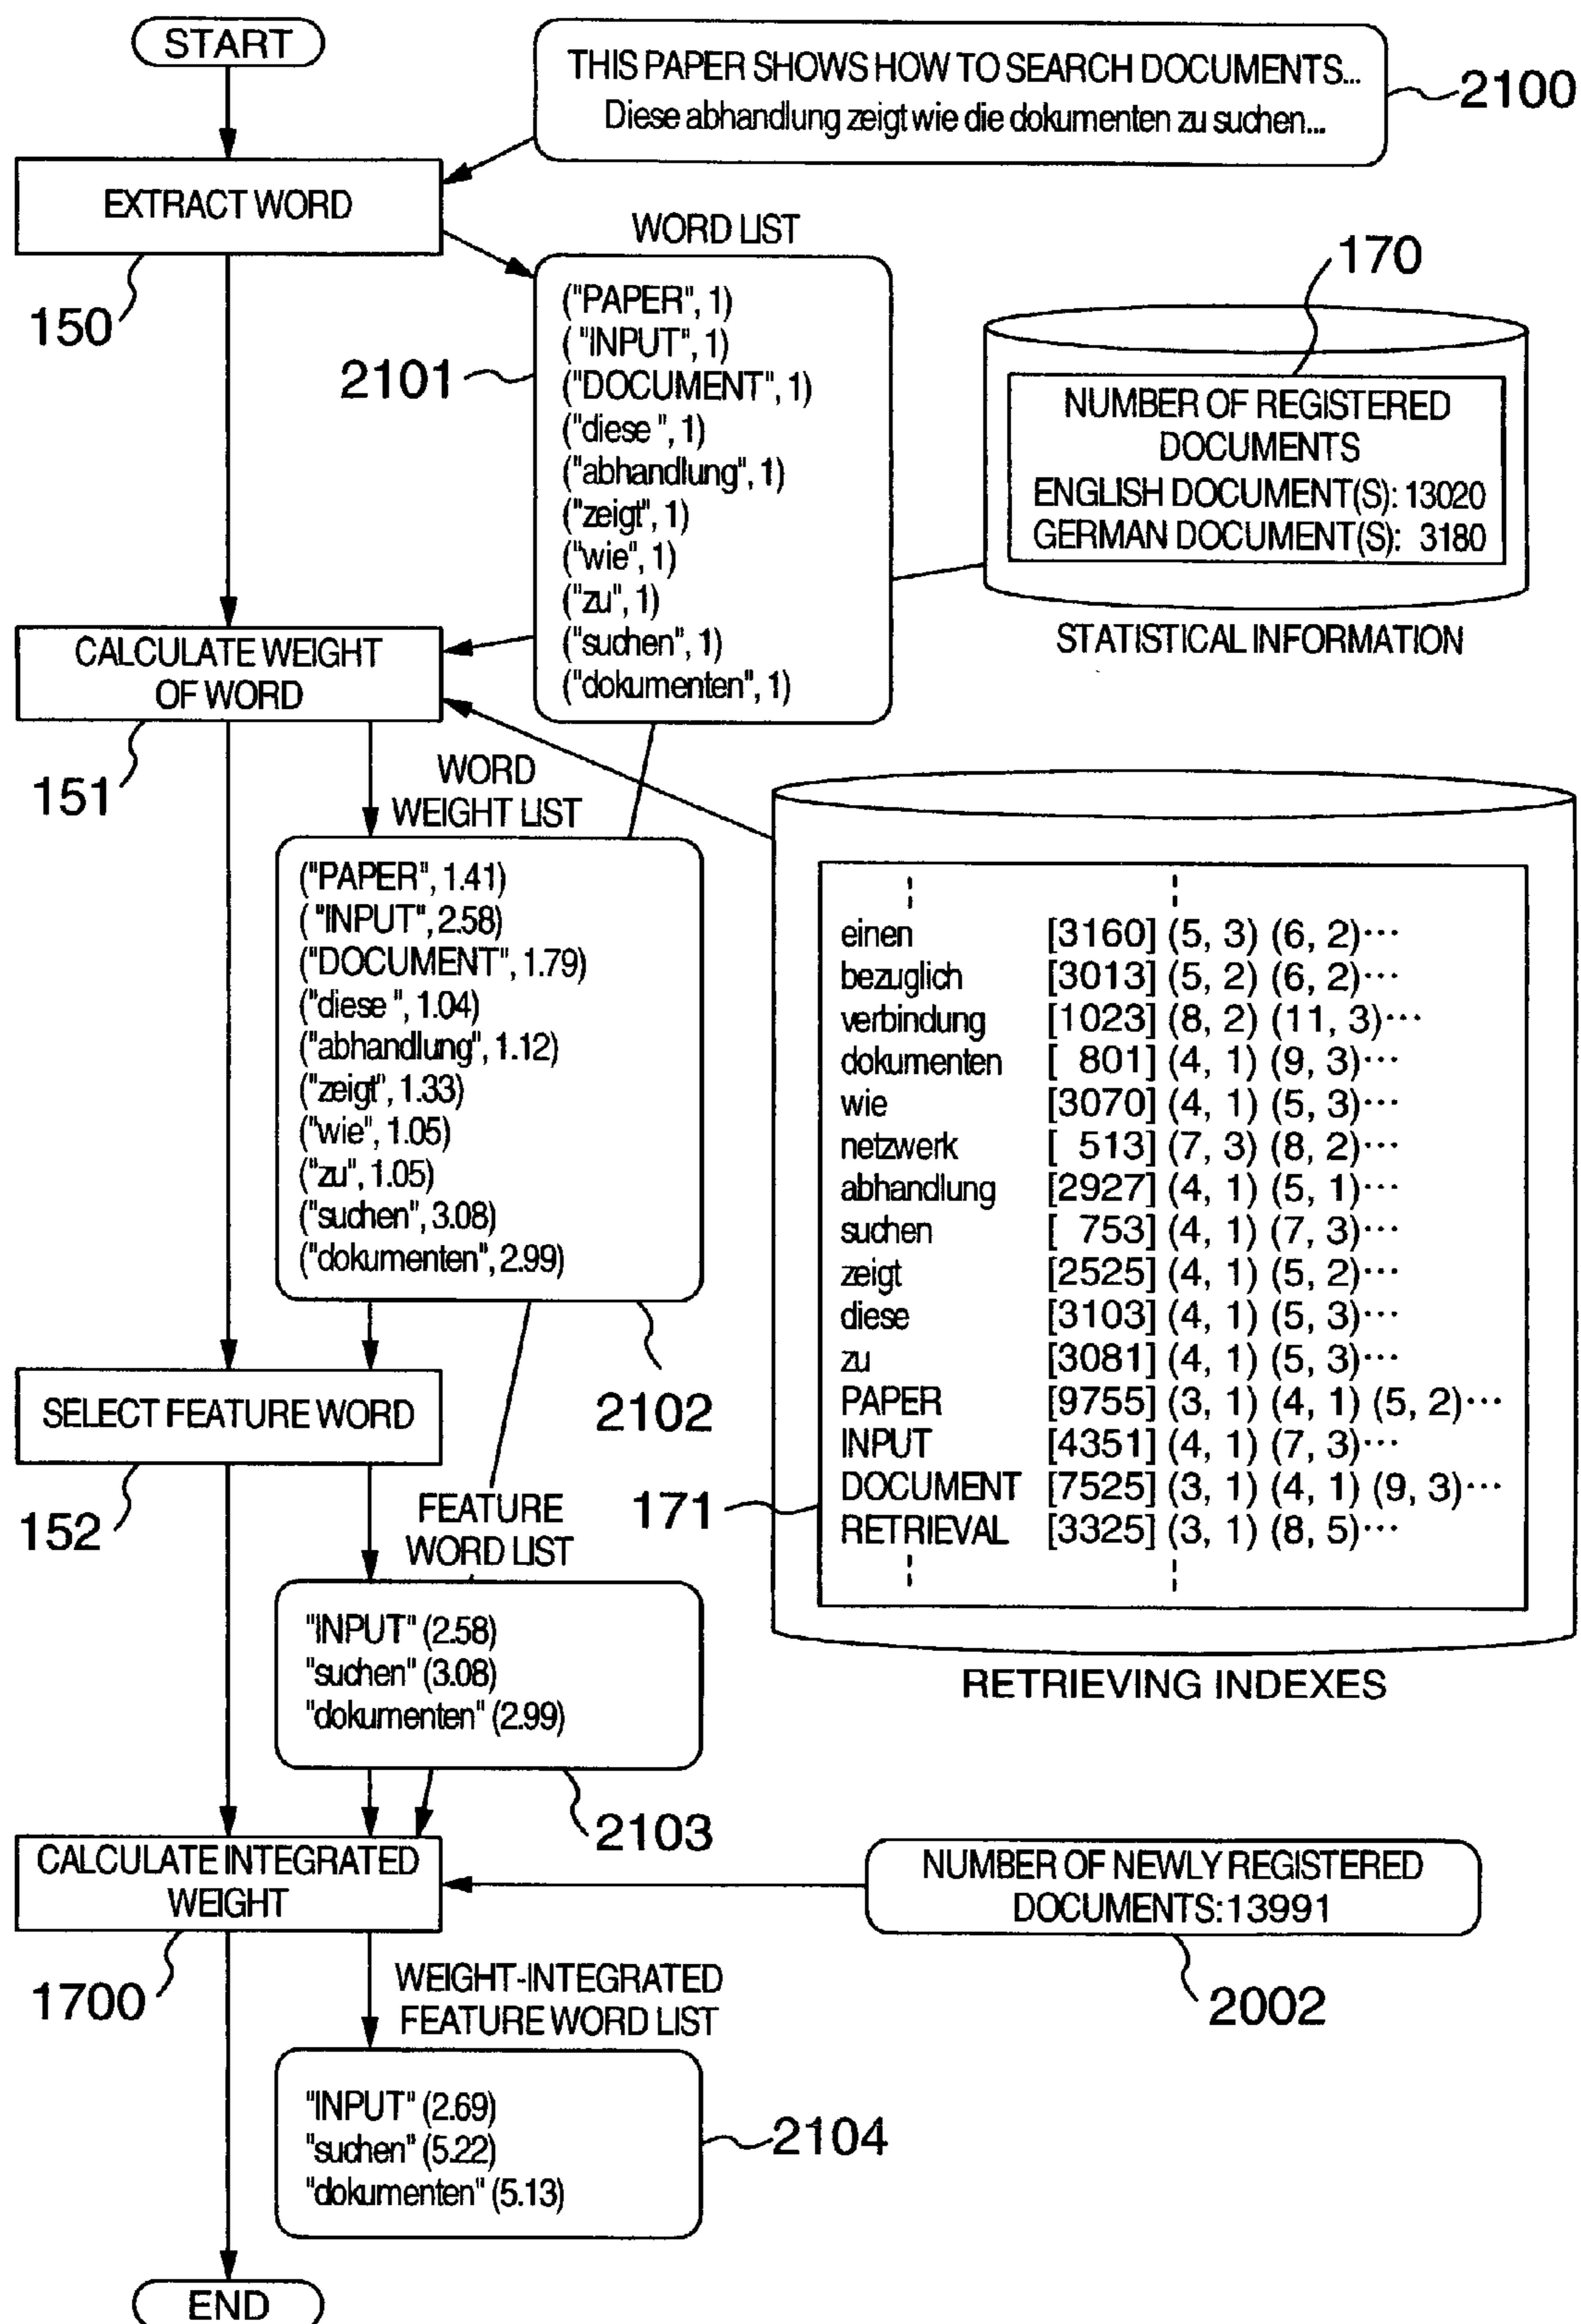 START
THIS PAPER SHOWS HOW TO SEARCH DOCUMENTS...
Diese abhandlung zeigt wie die dokumenten zu suchen...
2100
EXTRACT WORD
150
WORD LIST
("PAPER", 1)
( "INPUT", 1)
("DOCUMENT", 1)
("diese ", 1)
("abhandlung", 1)
("zeigt", 1)
("wie", 1)
("zu", 1)
("suchen", 1)
("dokumenten", 1)
2101
170
NUMBER OF REGISTERED
DOCUMENTS
ENGLISH DOCUMENT(S): 13020
GERMAN DOCUMENT(S): 3180
STATISTICAL INFORMATION
CALCULATE WEIGHT
OF WORD
151
WORD
WEIGHT LIST
("PAPER", 1.41)
( "INPUT", 2.58)
("DOCUMENT", 1.79)
("diese ", 1.04)
("abhandlung", 1.12)
("zeigt", 1.33)
("wie", 1.05)
("zu", 1.05)
("suchen", 3.08)
("dokumenten", 2.99)
2102
einen [3160] (5, 3) (6, 2)···
bezuglich [3013] (5, 2) (6, 2)···
verbindung [1023] (8, 2) (11, 3)···
dokumenten [ 801] (4, 1) (9, 3)···
wie [3070] (4, 1) (5, 3)···
netzwerk [ 513] (7, 3) (8, 2)···
abhandlung [2927] (4, 1) (5, 1)···
suchen [ 753] (4, 1) (7, 3)···
zeigt [2525] (4, 1) (5, 2)···
diese [3103] (4, 1) (5, 3)···
zu [3081] (4, 1) (5, 3)···
PAPER [9755] (3, 1) (4, 1) (5, 2)···
INPUT [4351] (4, 1) (7, 3)···
DOCUMENT [7525] (3, 1) (4, 1) (9, 3)···
RETRIEVAL [3325] (3, 1) (8, 5)···
171
RETRIEVING INDEXES
SELECT FEATURE WORD
152
FEATURE
WORD LIST
"INPUT" (2.58)
"suchen" (3.08)
"dokumenten" (2.99)
2103
CALCULATE INTEGRATED
WEIGHT
1700
NUMBER OF NEWLY REGISTERED
DOCUMENTS:13991
2002
WEIGHT-INTEGRATED
FEATURE WORD LIST
"INPUT" (2.69)
"suchen" (5.22)
"dokumenten" (5.13)
2104
END